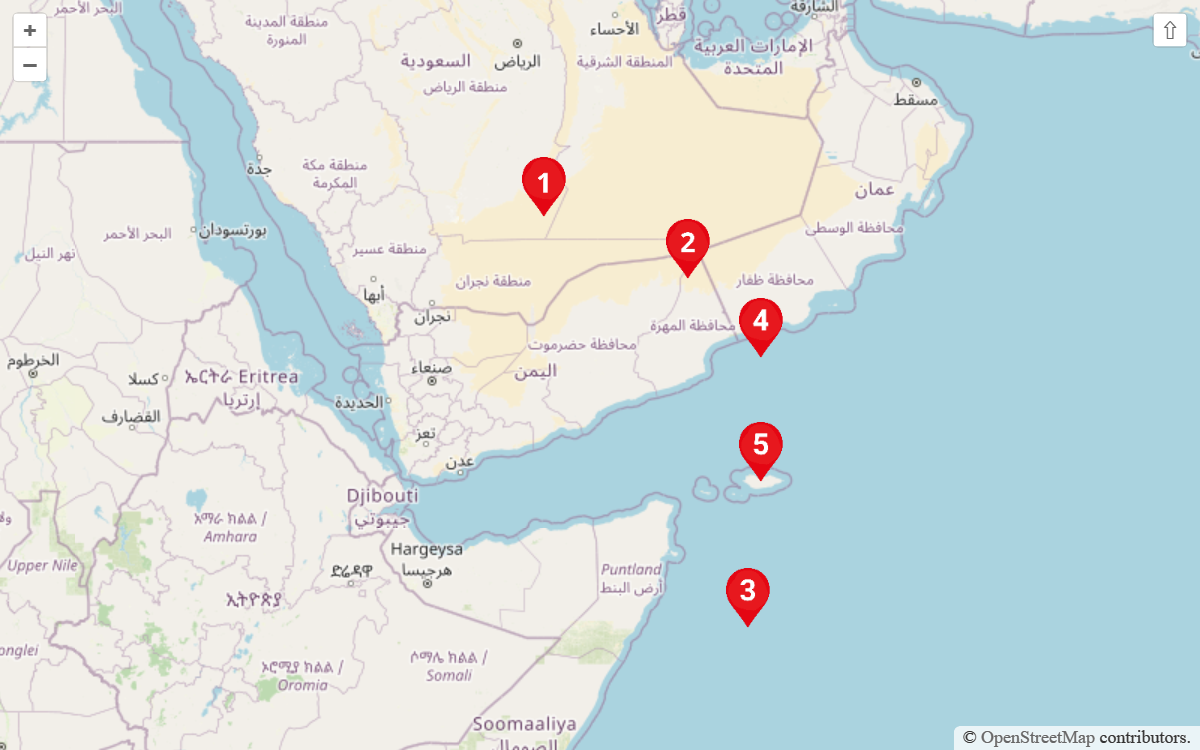 +
−
⇧
البحر الأحمر
منطقة المدينة
المنورة
الرياض
السعودية
منطقة الرياض
الأحساء
المنطقة الشرقية
قطر
الشارقة
الإمارات العربية
المتحدة
مسقط
جدة
منطقة مكة
المكرمة
1
عمان
محافظة الوسطى
البحر الأحمر
بورتسودان
نهر النيل
منطقة عسير
2
أبها
منطقة نجران
محافظة ظفار
نجران
4
محافظة المهرة
محافظة حضرموت
الخرطوم
صنعاء
اليمن
كسلا
ኤርትራ Eritrea
إرتريا
الحديدة
القضارف
تعز
عدن
5
Djibouti
جيبوتي
አማራ ክልል /
Amhara
Hargeysa
هرجيسا
Upper Nile
ድሬዳዋ
Puntland
أرض البنط
3
ኢትዮጵያ
ኦሮሚያ ክልል /
Oromia
ሶማሌ ክልል /
Somali
Soomaaliya
الصومال
© OpenStreetMap contributors.